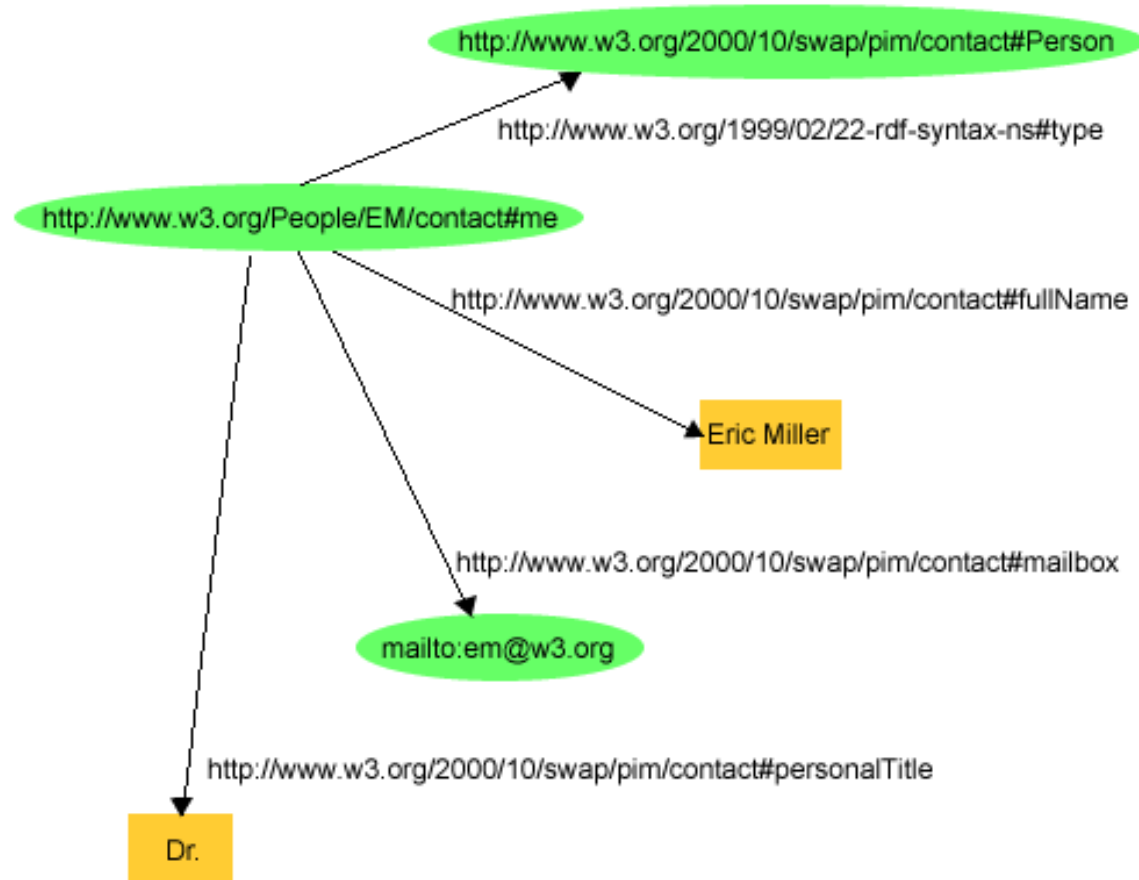 http://www.w3.org/2000/10/swap/pim/contact#Person
http://www.w3.org/1999/02/22-rdf-syntax-ns#type
http://www.w3.org/People/EM/contact#me
http://www.w3.org/2000/10/swap/pim/contact#fullName
Eric Miller
http://www.w3.org/2000/10/swap/pim/contact#mailbox
mailto:em@w3.org
http://www.w3.org/2000/10/swap/pim/contact#personalTitle
Dr.